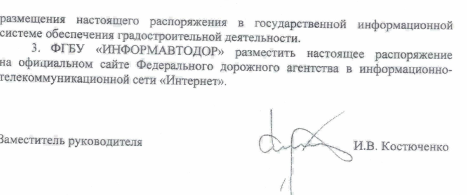 размещения настоящего распоряжения в государственной информационной
системе обеспечения градостроительной деятельности.
3. ФГБУ «ИНФОРМАВТОДОР» разместить настоящее распоряжение
на официальном сайте Федерального дорожного агентства в информационно-
телекоммуникационной сети «Интернет».
Заместитель руководителя И.В. Костюченко